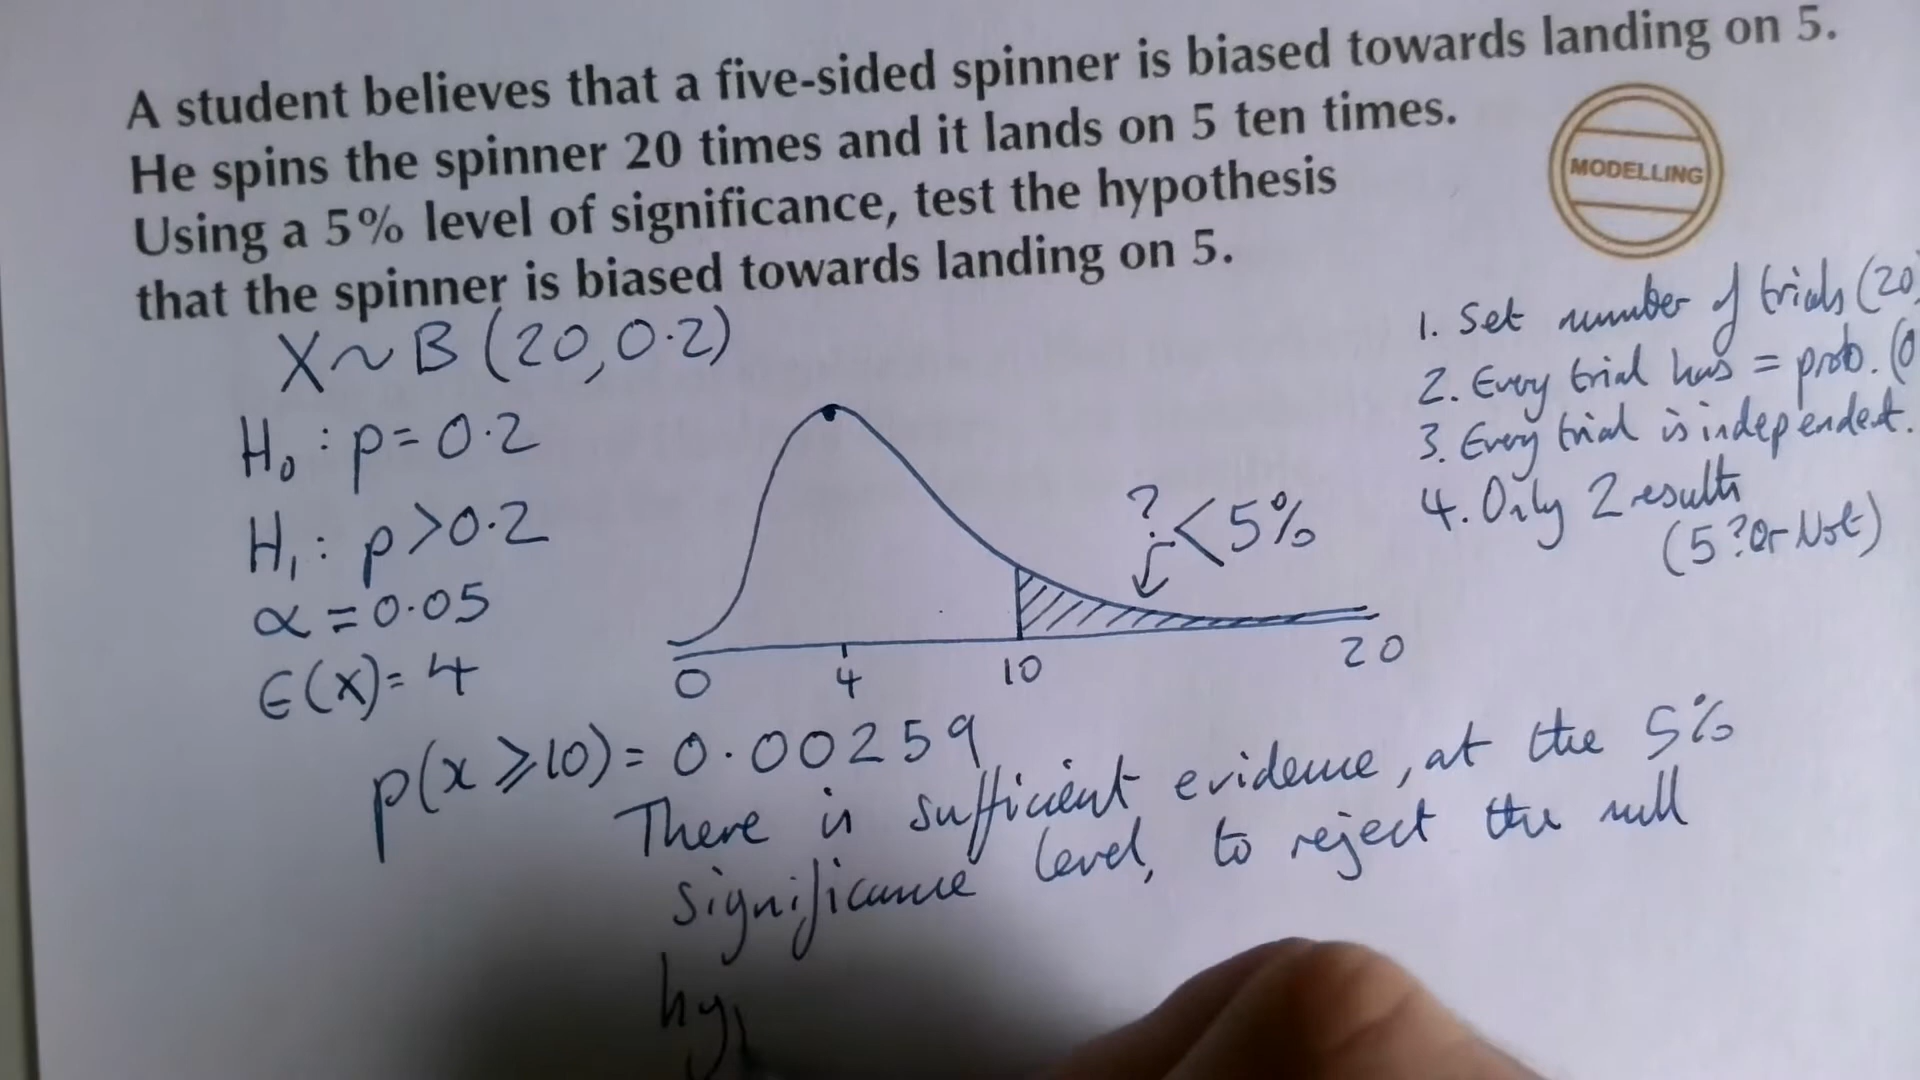 A student believes that a five-sided spinner is biased towards landing on 5.
He spins the spinner 20 times and it lands on 5 ten times.
Using a 5% level of significance, test the hypothesis
that the spinner is biased towards landing on 5.
MODELLING
X~B(20,0.2)
H₀: p=0.2
H₁: p>0.2
α=0.05
E(X)=4
? <5%
0 4 10 20
1. Set number of trials (20
2. Every trial has = prob. (0
3. Every trial is independent.
4. Only 2 results
(5? or Not)
p(x⩾10)=0.00259
There is sufficient evidence, at the 5%
significance level, to reject the null
hy